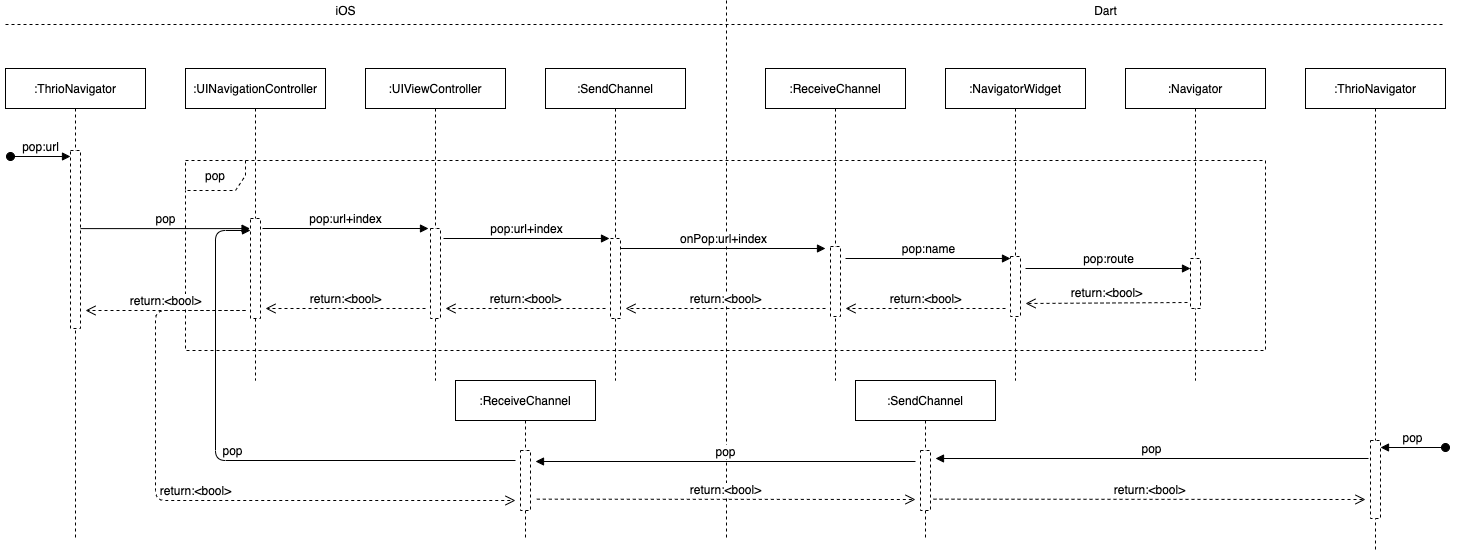 iOS
Dart
:ThrioNavigator
:UINavigationController
:UIViewController
:SendChannel
:ReceiveChannel
:NavigatorWidget
:Navigator
:ThrioNavigator
pop:url
pop
pop
pop:url+index
pop:url+index
onPop:url+index
pop:name
pop:route
return:<bool>
return:<bool>
return:<bool>
return:<bool>
return:<bool>
return:<bool>
:ReceiveChannel
:SendChannel
pop
pop
pop
pop
return:<bool>
return:<bool>
return:<bool>